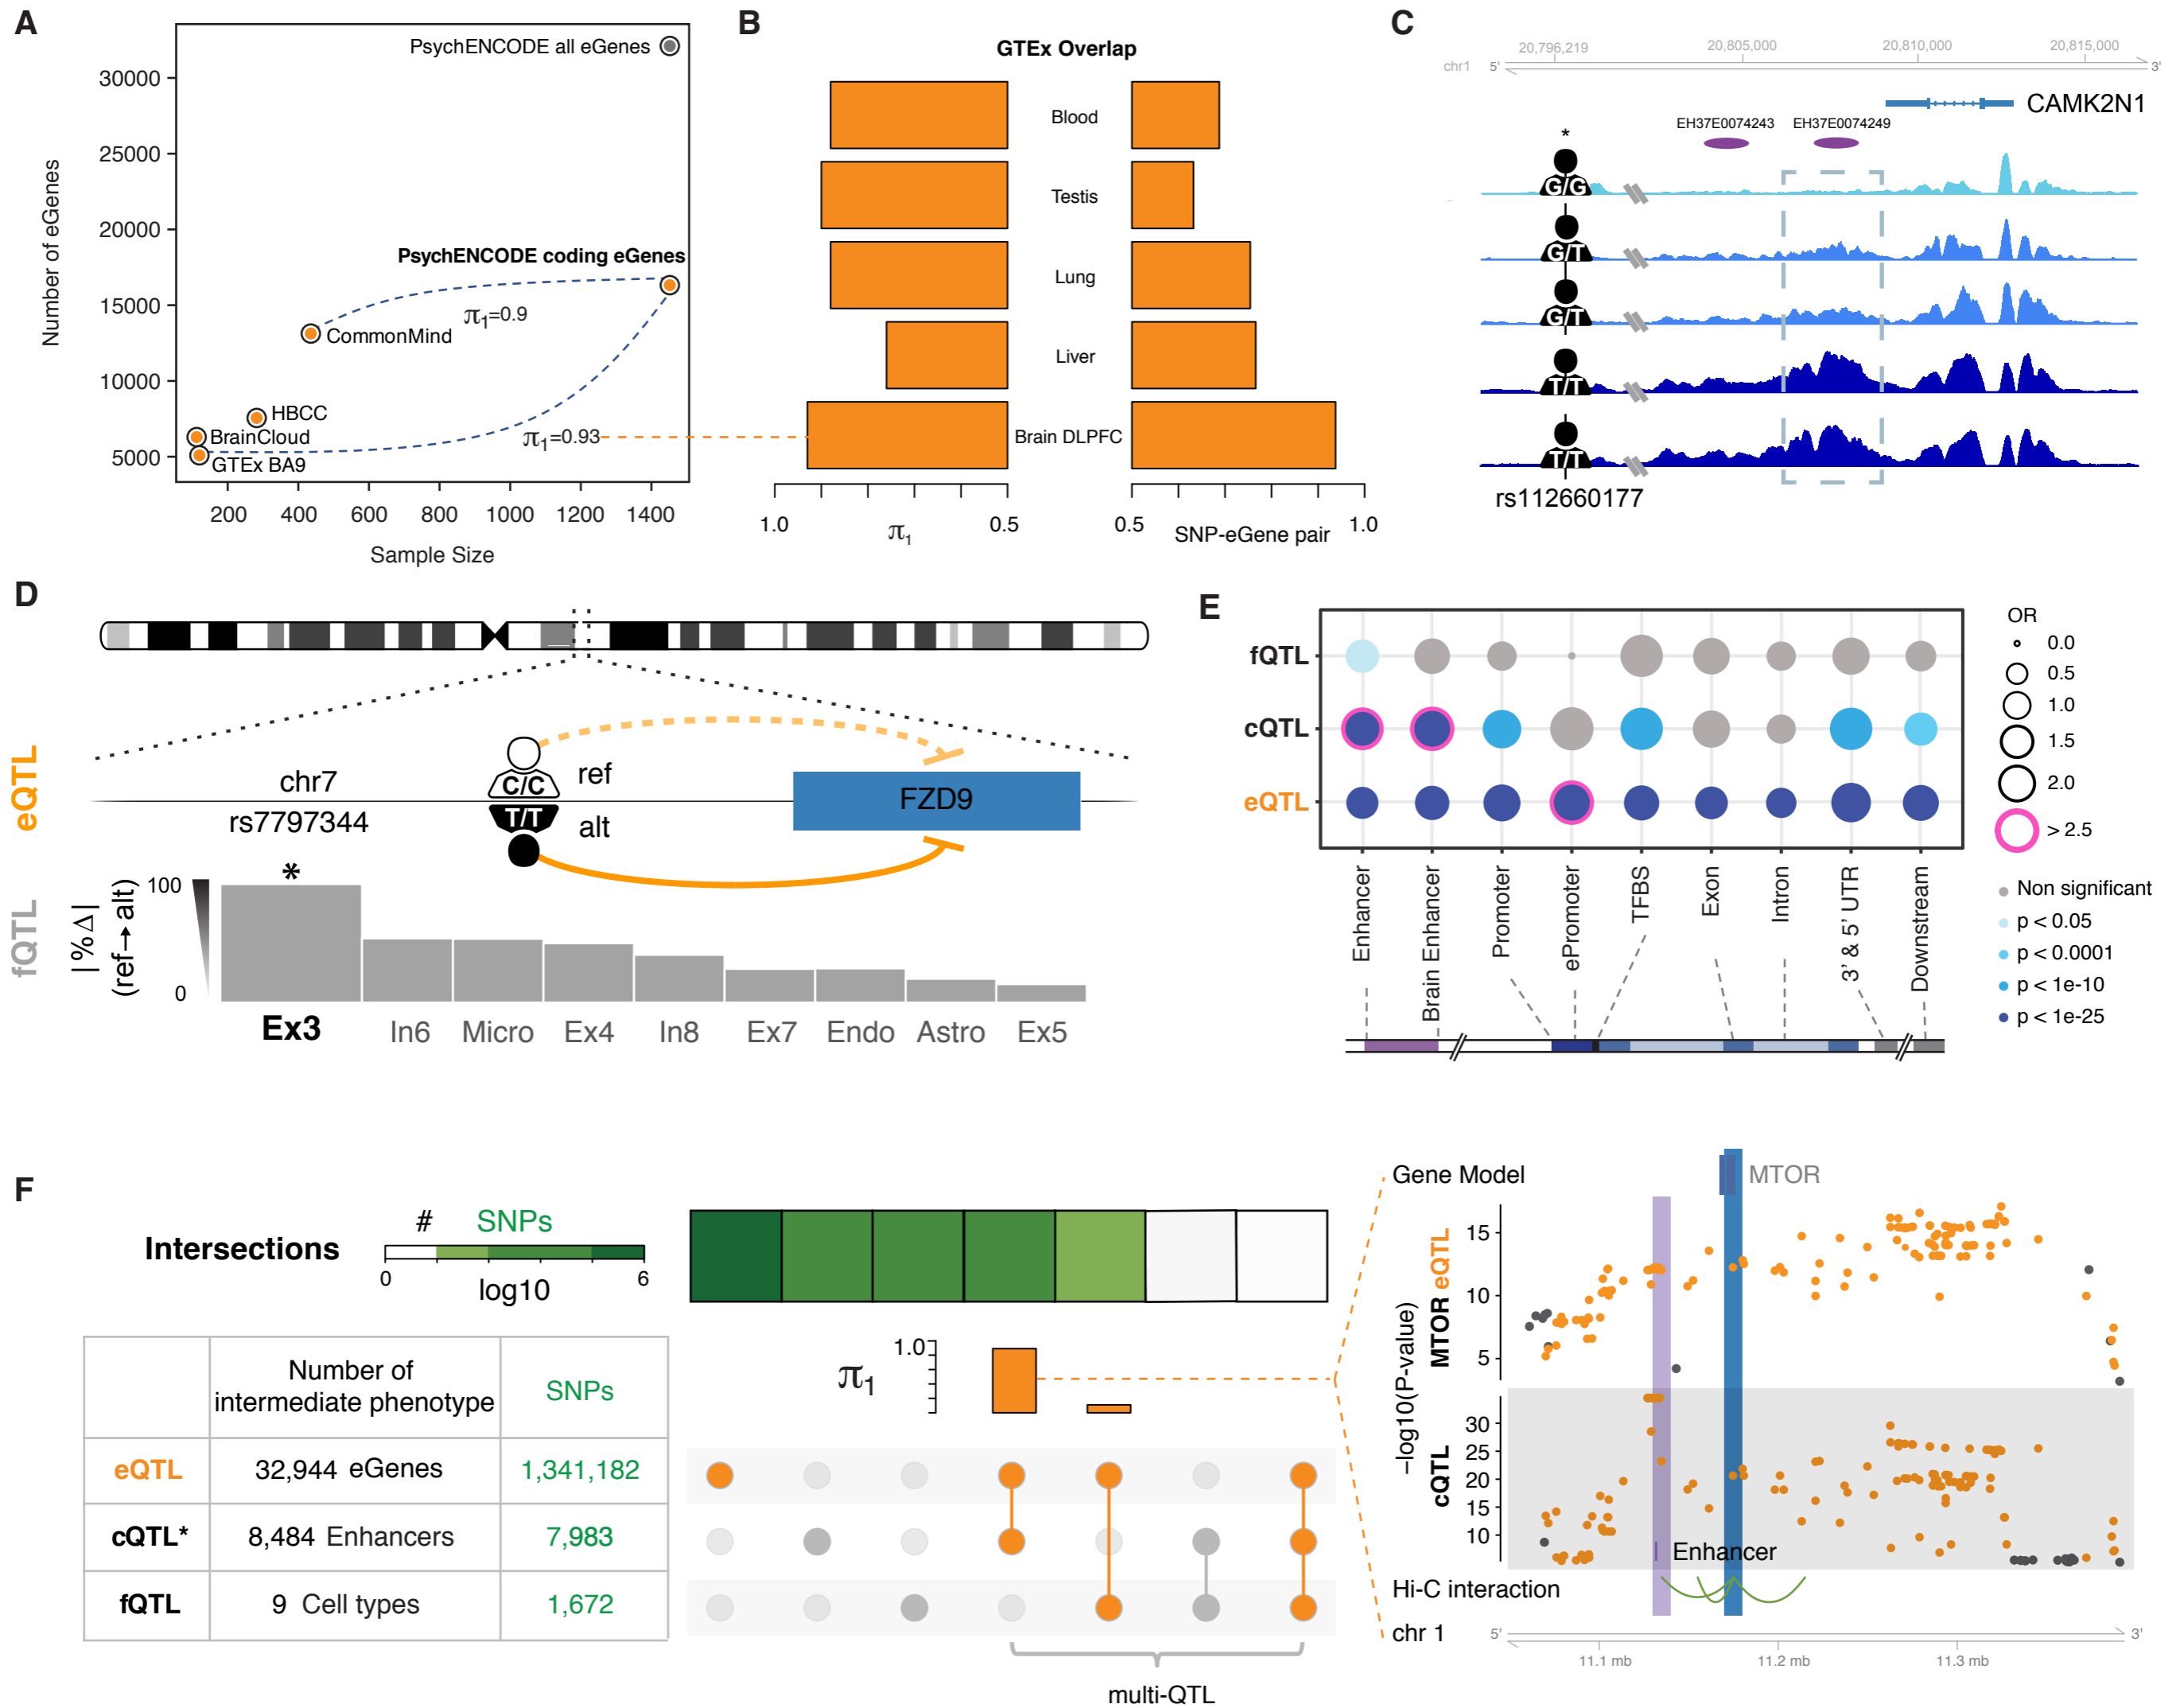 A
PsychENCODE all eGenes
30000
25000
20000
15000
10000
5000
Number of eGenes
PsychENCODE coding eGenes
π1=0.9
CommonMind
HBCC
BrainCloud
GTEx BA9
π1=0.93
200 400 600 800 1000 1200 1400
Sample Size
B
GTEx Overlap
Blood
Testis
Lung
Liver
Brain DLPFC
1.0 0.5 0.5 1.0
π1
SNP-eGene pair
C
20,796,219 20,805,000 20,810,000 20,815,000
chr1 5' 3'
CAMK2N1
EH37E0074243 EH37E0074249
*
G/G
G/T
G/T
T/T
T/T
rs112660177
D
eQTL
chr7
rs7797344
C/C
ref
T/T
alt
FZD9
fQTL
|%Δ|
(ref→alt)
100
0
*
Ex3 In6 Micro Ex4 In8 Ex7 Endo Astro Ex5
E
fQTL
cQTL
eQTL
Enhancer
Brain Enhancer
Promoter
ePromoter
TFBS
Exon
Intron
3' & 5' UTR
Downstream
OR
0.0
0.5
1.0
1.5
2.0
> 2.5
Non significant
p < 0.05
p < 0.0001
p < 1e-10
p < 1e-25
F
Intersections
# SNPs
0 6
log10
Number of
intermediate phenotype
SNPs
eQTL 32,944 eGenes 1,341,182
cQTL* 8,484 Enhancers 7,983
fQTL 9 Cell types 1,672
π1
1.0
multi-QTL
Gene Model
MTOR
–log10(P-value)
MTOR eQTL
15
10
5
cQTL
30
25
20
15
10
Enhancer
Hi-C interaction
chr 1
5' 3'
11.1 mb 11.2 mb 11.3 mb